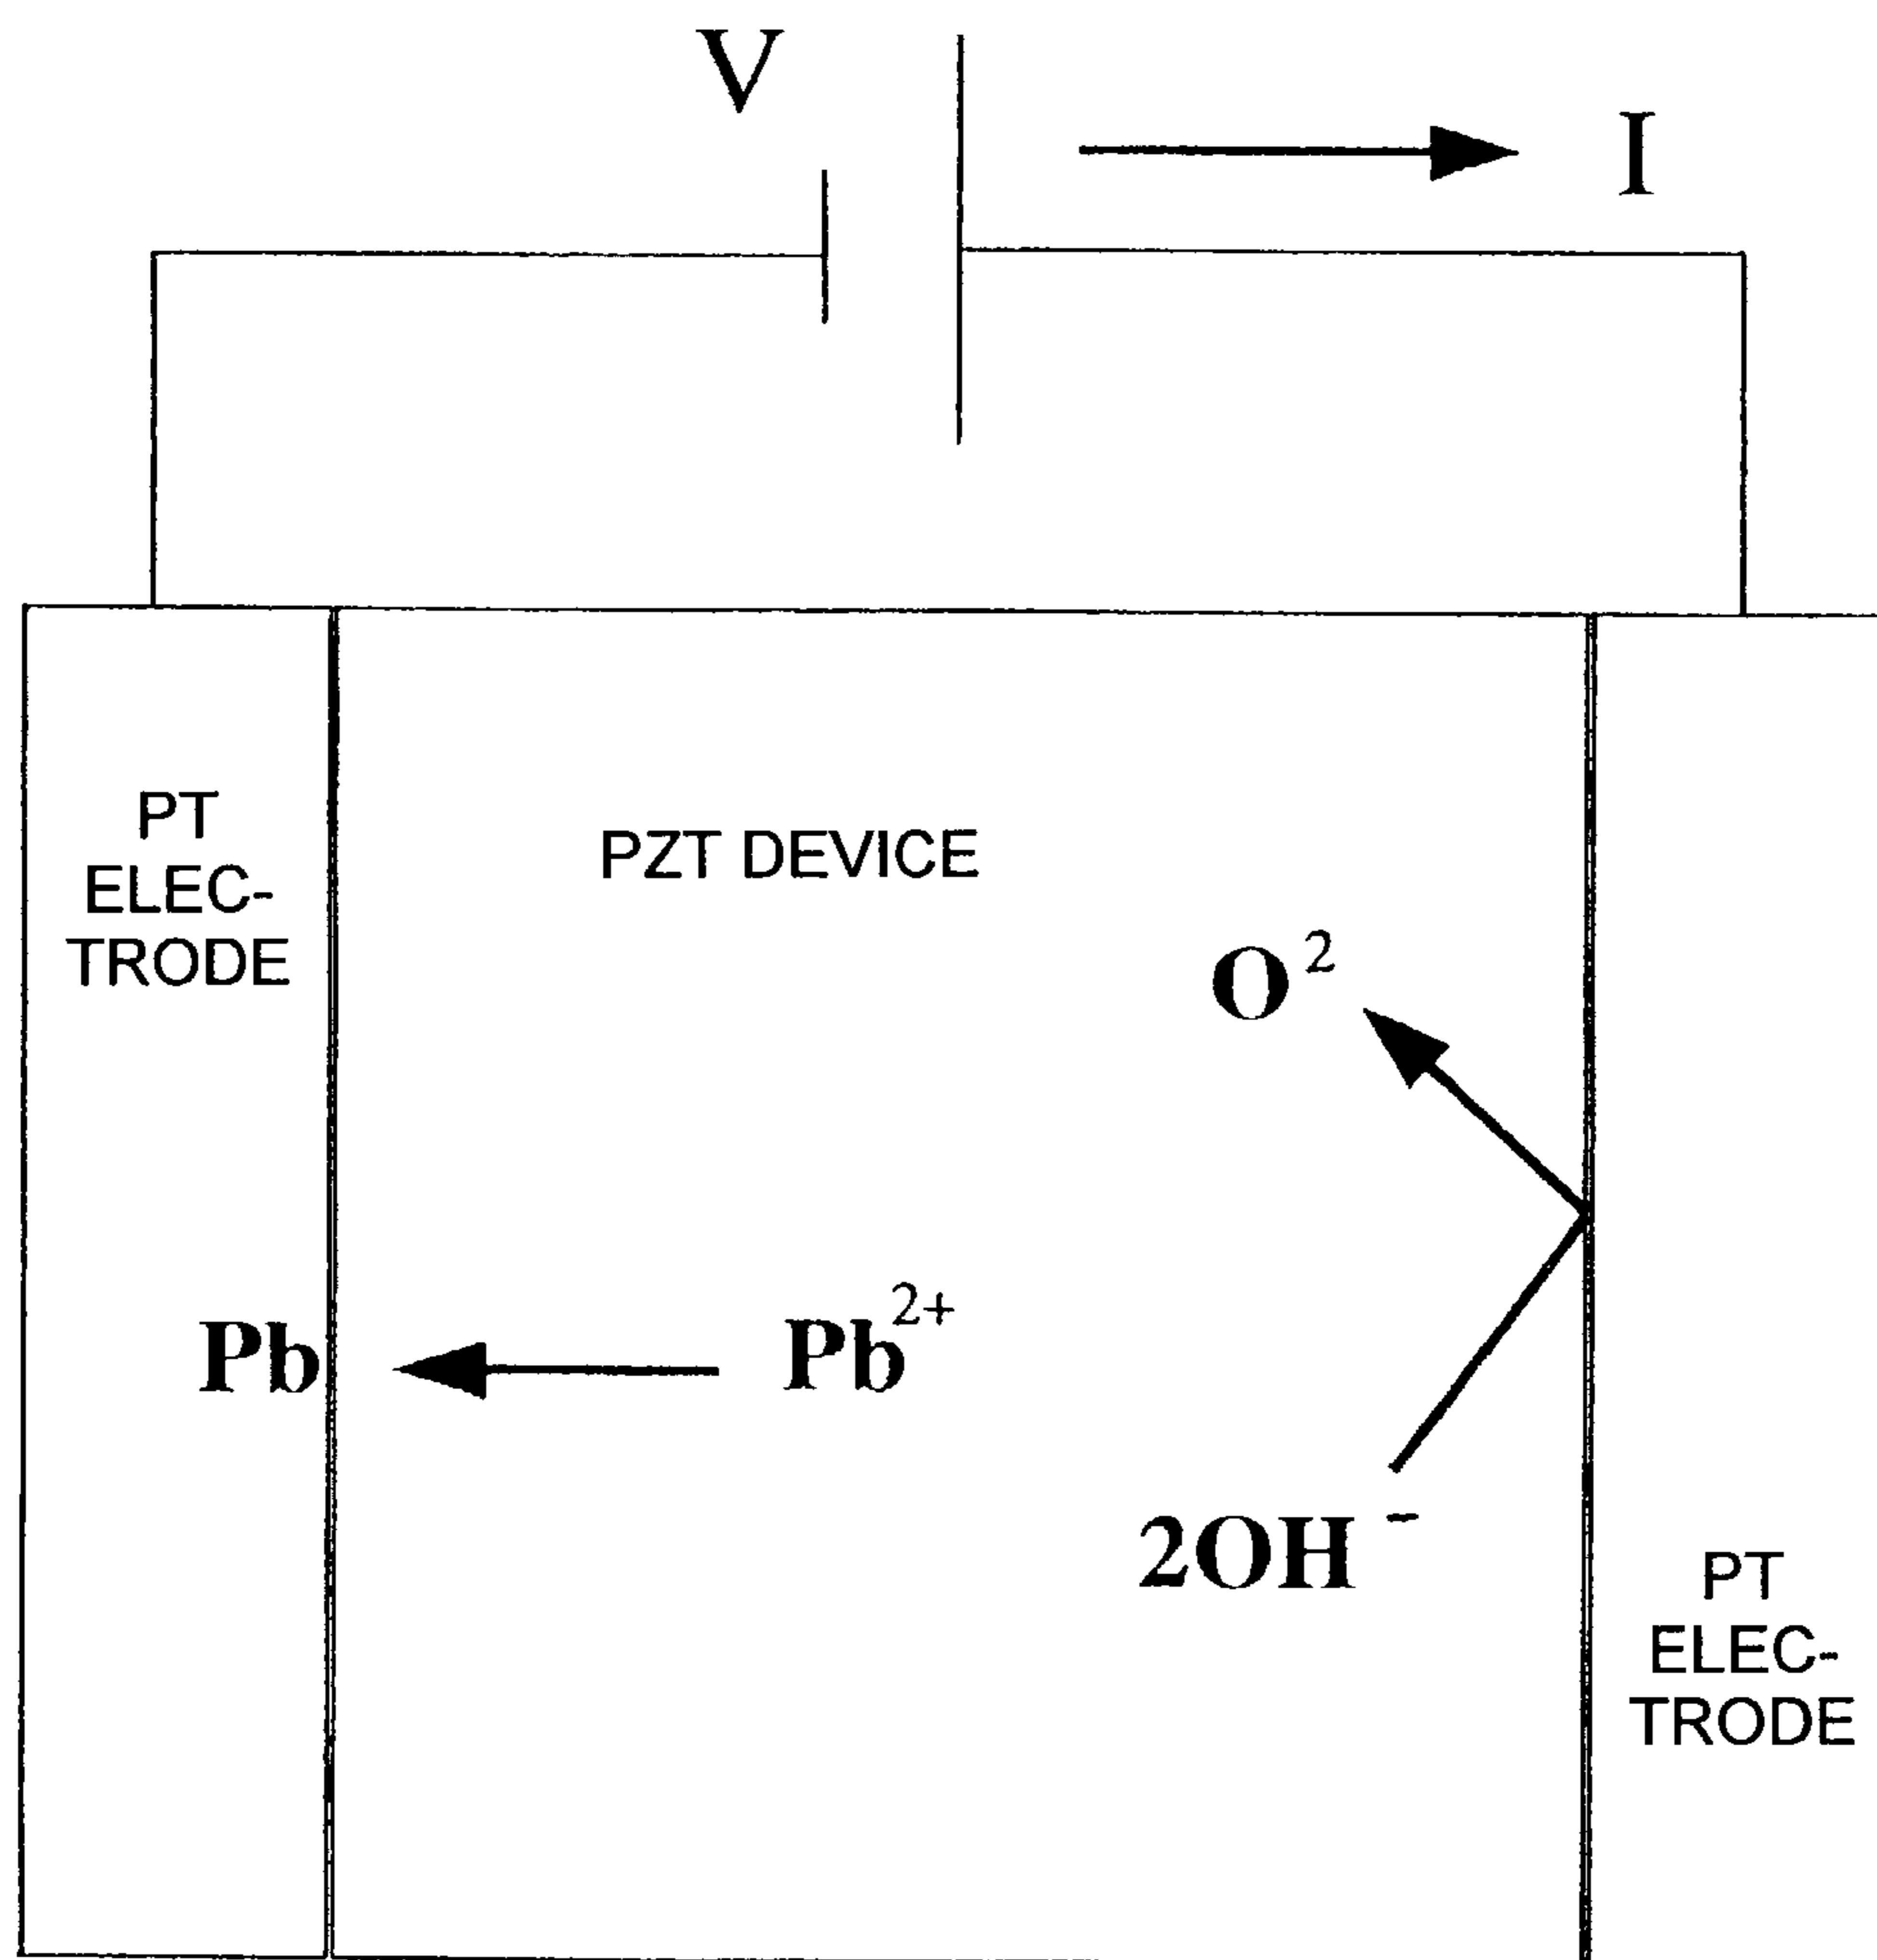 V
I
PT
ELEC-
TRODE
PZT DEVICE
O²
Pb
Pb²⁺
2OH⁻
PT
ELEC-
TRODE